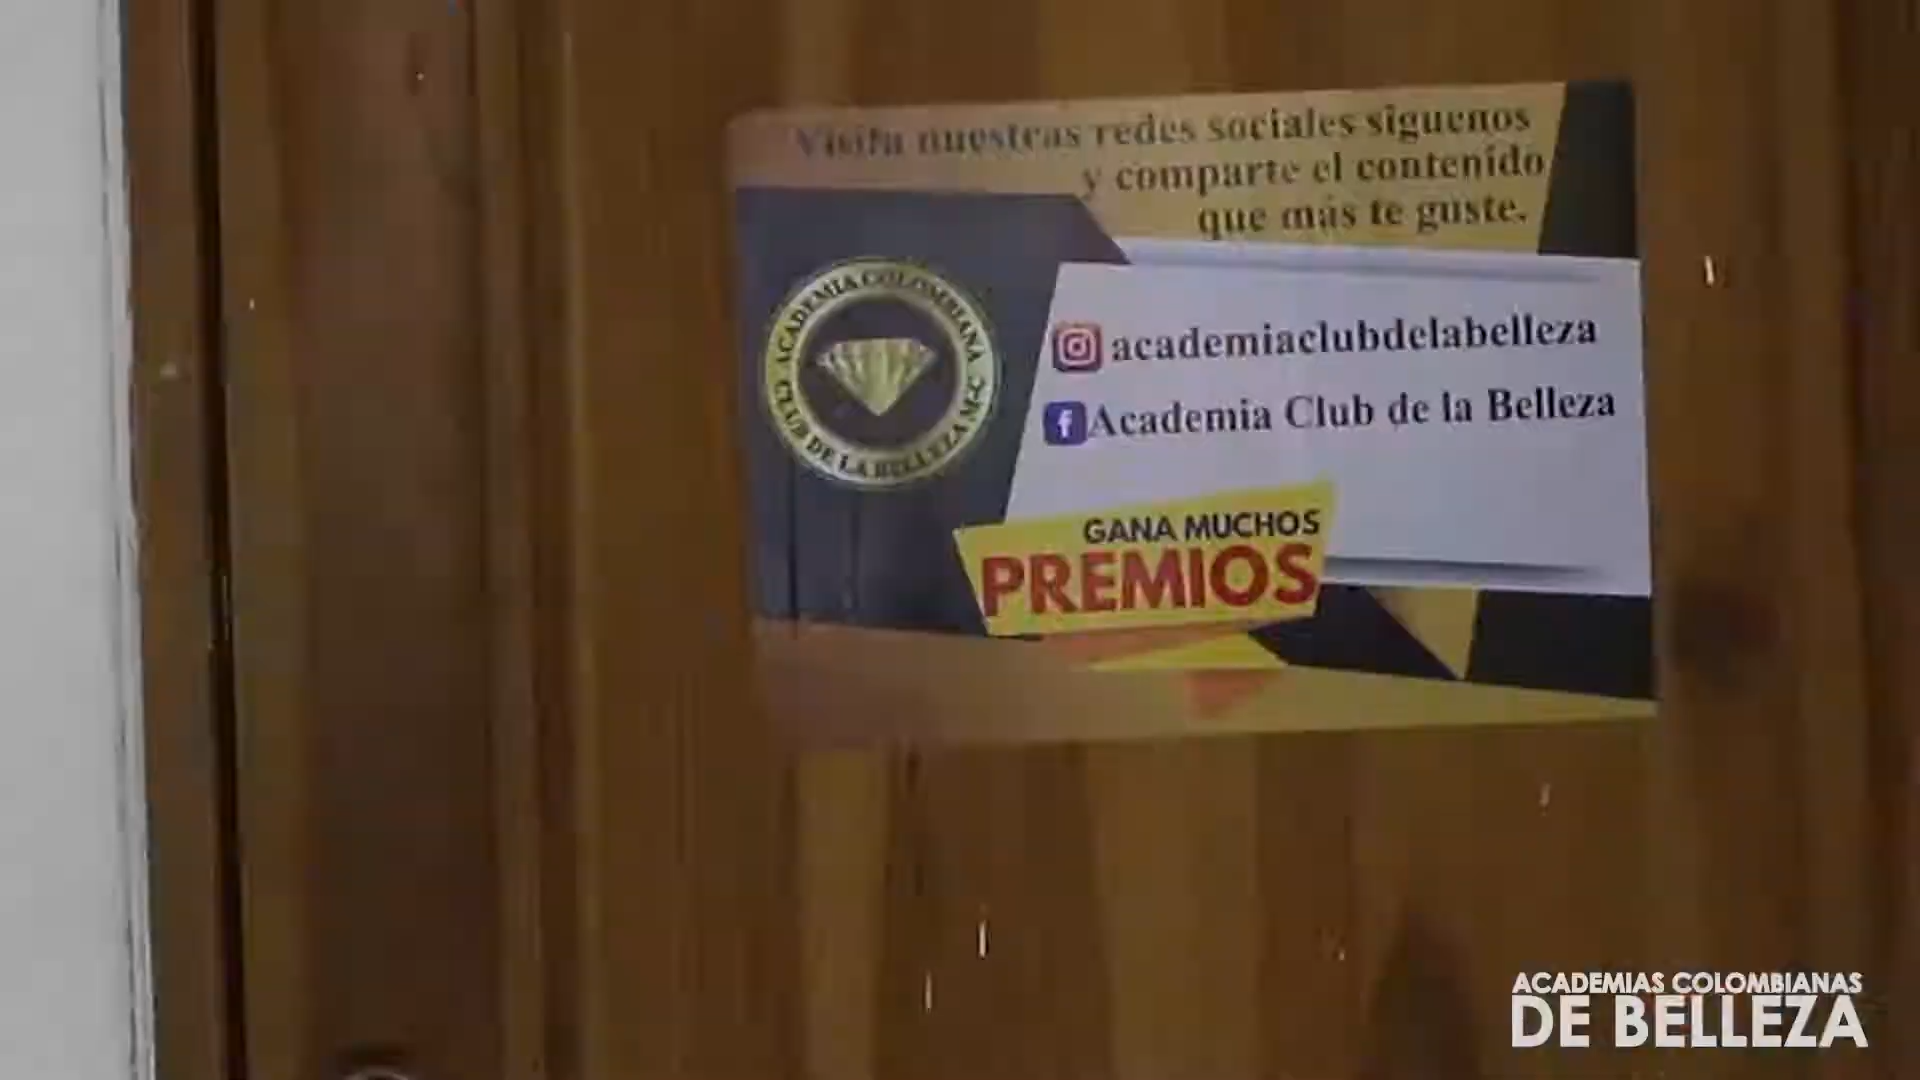 Visita nuestras redes sociales siguenos
y comparte el contenido
que más te guste.
ACADEMIA COLOMBIANA
CLUB DE LA BELLEZA M-C
academiaclubdelabelleza
Academia Club de la Belleza
GANA MUCHOS
PREMIOS
ACADEMIAS COLOMBIANAS
DE BELLEZA